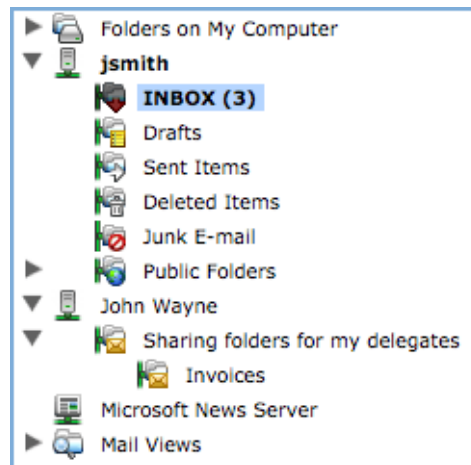 Folders on My Computer
jsmith
INBOX (3)
Drafts
Sent Items
Deleted Items
Junk E-mail
Public Folders
John Wayne
Sharing folders for my delegates
Invoices
Microsoft News Server
Mail Views